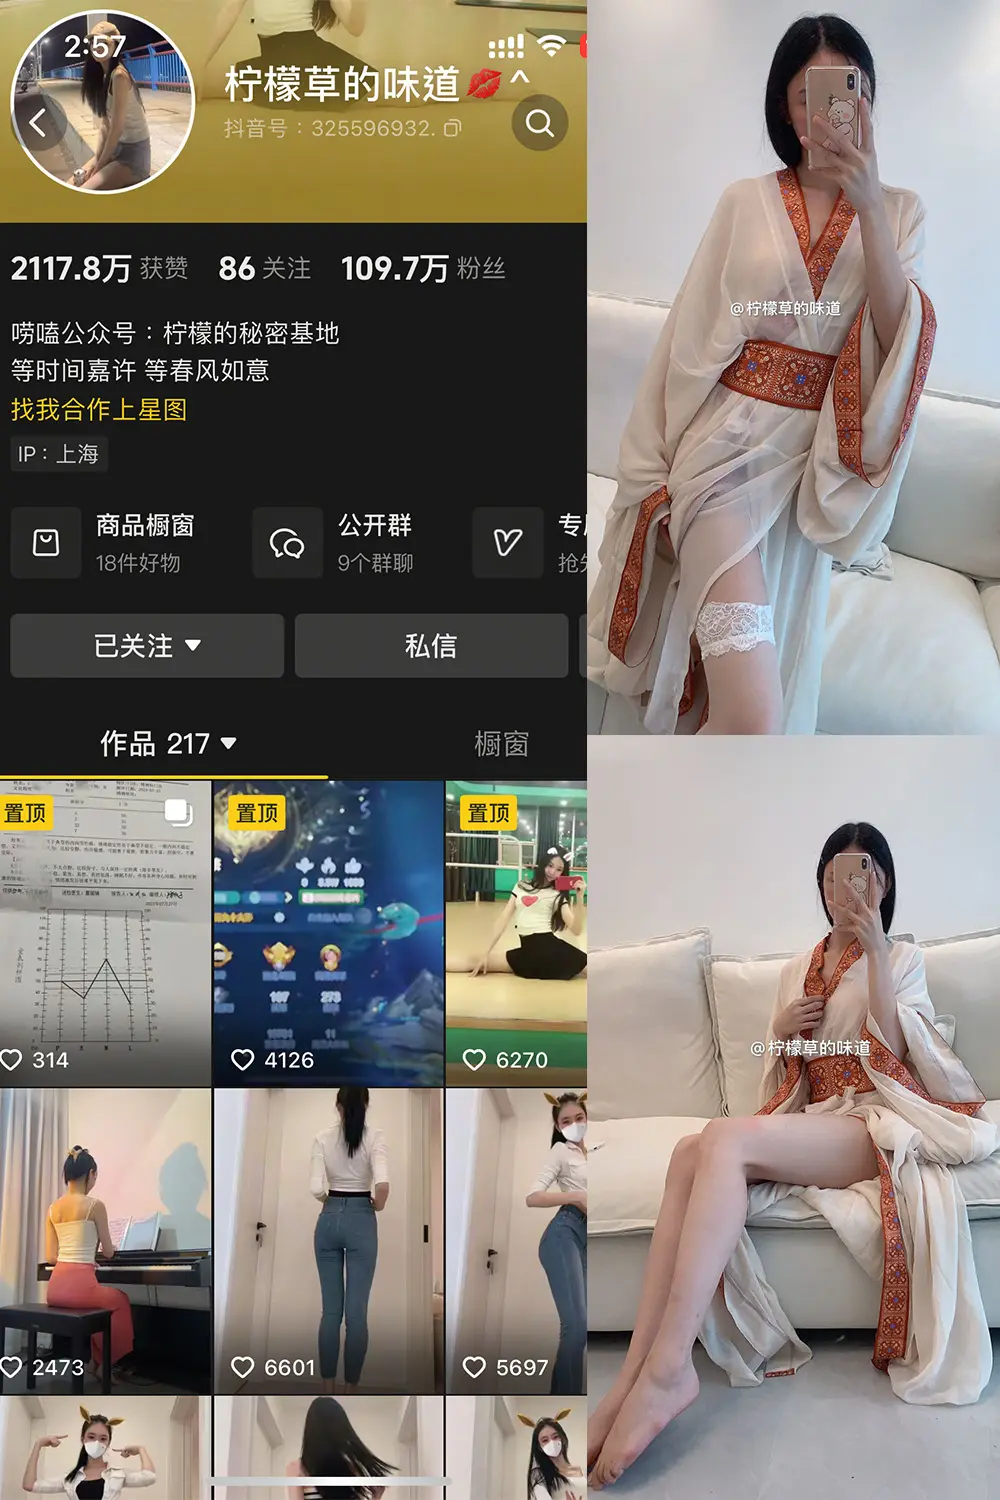 2:57
柠檬草的味道💋
抖音号：325596932.
2117.8万 获赞 86 关注 109.7万 粉丝
唠嗑公众号：柠檬的秘密基地
等时间嘉许 等春风如意
找我合作上星图
IP：上海
商品橱窗
18件好物
公开群
9个群聊
已关注
私信
作品 217
橱窗
置顶
314
置顶
4126
置顶
6270
2473
6601
5697
@柠檬草的味道
@柠檬草的味道